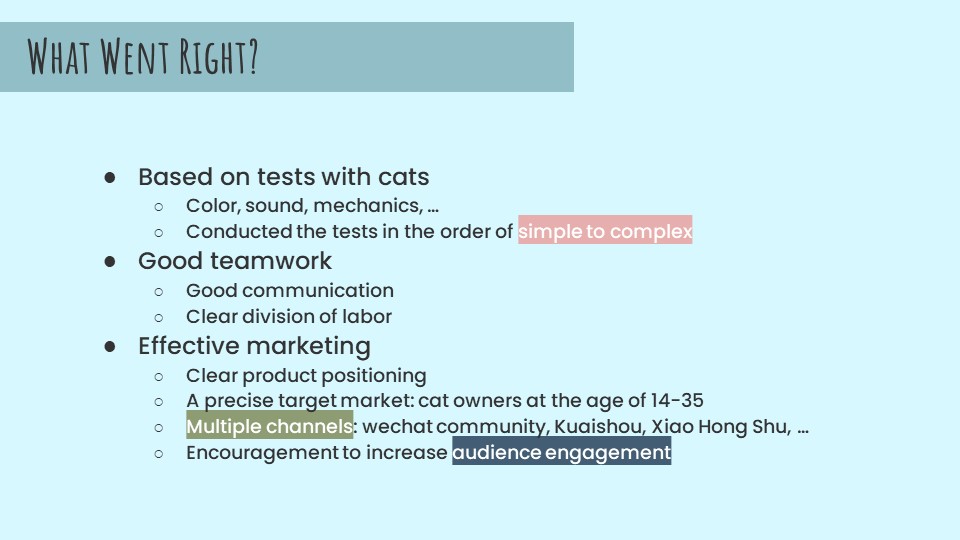 What Went Right?
● Based on tests with cats
○ Color, sound, mechanics, ...
○ Conducted the tests in the order of simple to complex
● Good teamwork
○ Good communication
○ Clear division of labor
● Effective marketing
○ Clear product positioning
○ A precise target market: cat owners at the age of 14-35
○ Multiple channels: wechat community, Kuaishou, Xiao Hong Shu, ...
○ Encouragement to increase audience engagement